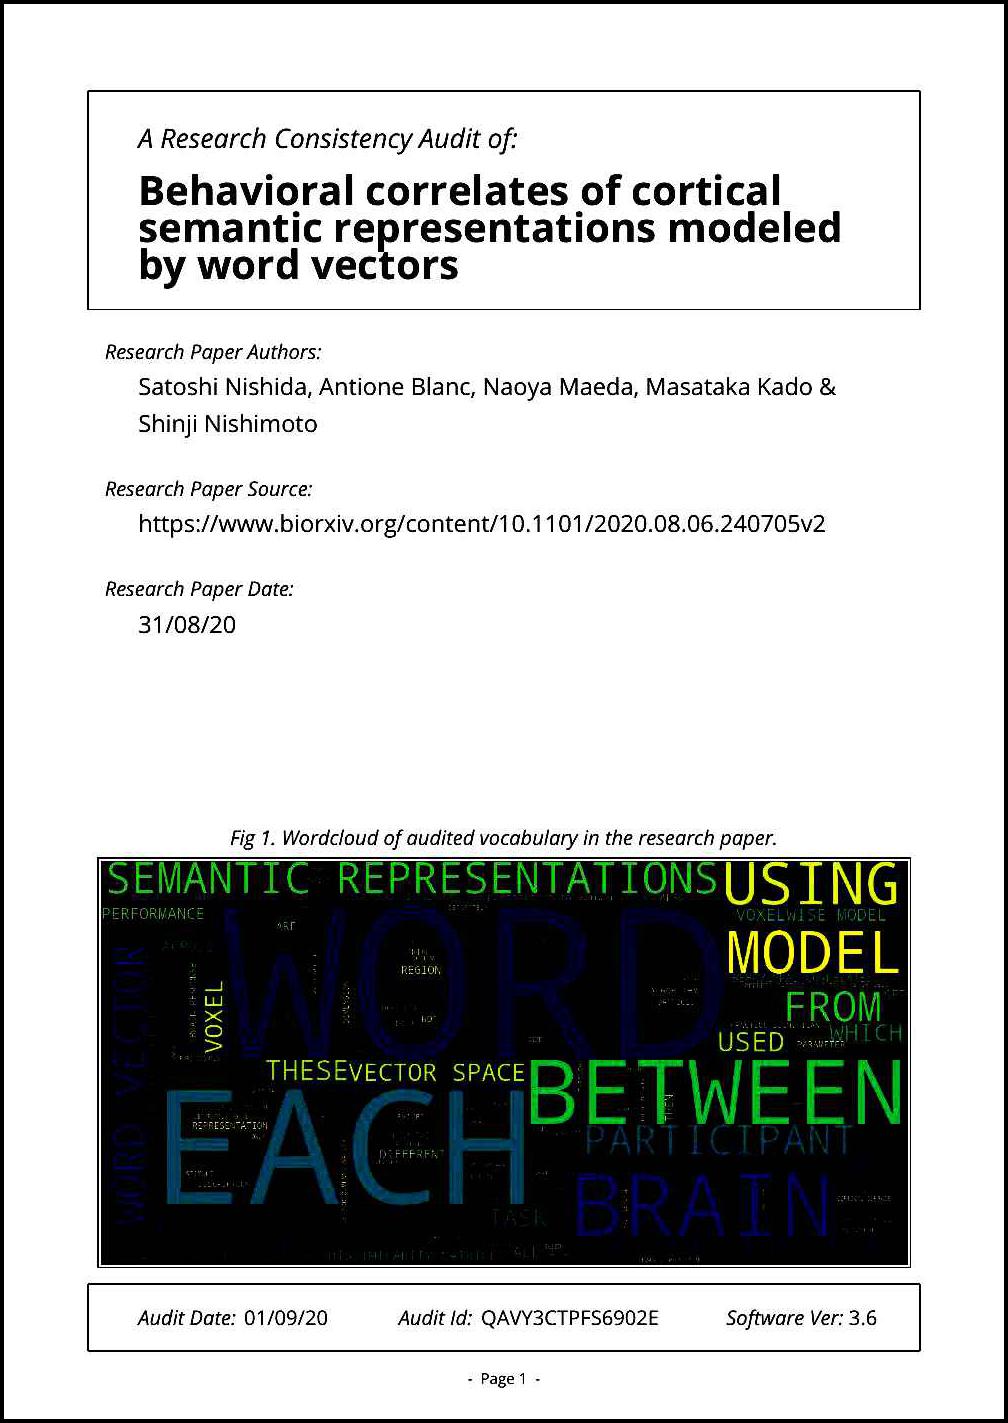 A Research Consistency Audit of:
Behavioral correlates of cortical
semantic representations modeled
by word vectors
Research Paper Authors:
Satoshi Nishida, Antione Blanc, Naoya Maeda, Masataka Kado &
Shinji Nishimoto
Research Paper Source:
https://www.biorxiv.org/content/10.1101/2020.08.06.240705v2
Research Paper Date:
31/08/20
Fig 1. Wordcloud of audited vocabulary in the research paper.
SEMANTIC REPRESENTATIONS
USING
PERFORMANCE
VOXELWISE MODEL
ARE
WORD
MODEL
REGION
VOXEL
FROM
WHICH
USED
PARAMETER
THESE
VECTOR SPACE
BETWEEN
WORD VECTOR
EACH
REPRESENTATION
PARTICIPANT
DIFFERENT
BRAIN
TASK
ALL
Audit Date: 01/09/20
Audit Id: QAVY3CTPFS6902E
Software Ver: 3.6
- Page 1 -